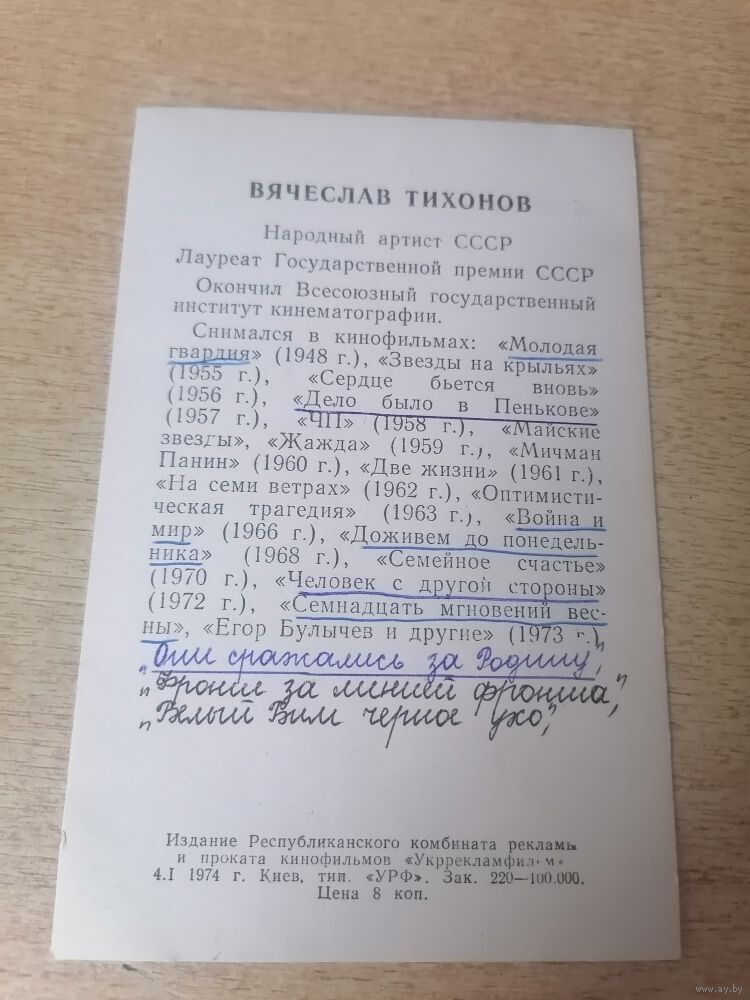 ВЯЧЕСЛАВ ТИХОНОВ
Народный артист СССР
Лауреат Государственной премии СССР
Окончил Всесоюзный государственный
институт кинематографии.
Снимался в кинофильмах: «Молодая
гвардия» (1948 г.), «Звезды на крыльях»
(1955 г.), «Сердце бьется вновь»
(1956 г.), «Дело было в Пенькове»
(1957 г.), «ЧП» (1958 г.), «Майские
звезды», «Жажда» (1959 г.), «Мичман
Панин» (1960 г.), «Две жизни» (1961 г.),
«На семи ветрах» (1962 г.), «Оптимисти-
ческая трагедия» (1963 г.), «Война и
мир» (1966 г.), «Доживем до понедель-
ника» (1968 г.), «Семейное счастье»
(1970 г.), «Человек с другой стороны»
(1972 г.), «Семнадцать мгновений вес-
ны», «Егор Булычев и другие» (1973 г.)
„Они сражались за Родину",
„Фронт за линией фронта",
„Белый Бим черное ухо",
Издание Республиканского комбината рекламы
и проката кинофильмов «Укррекламфильм»
4.I 1974 г. Киев, тип. «УРФ». Зак. 220—100.000.
Цена 8 коп.
www.ay.by